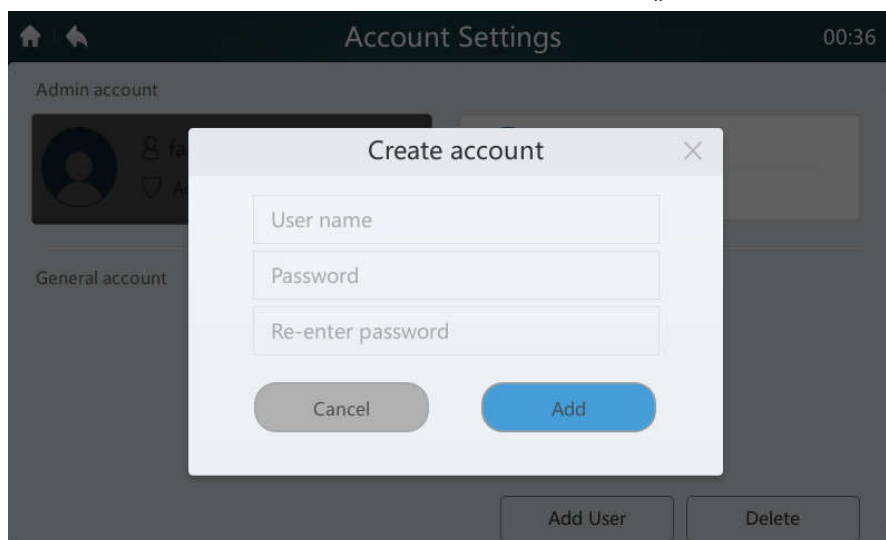 Account Settings 00:36
Admin account
Create account
User name
General account
Password
Re-enter password
Cancel Add
Add User Delete